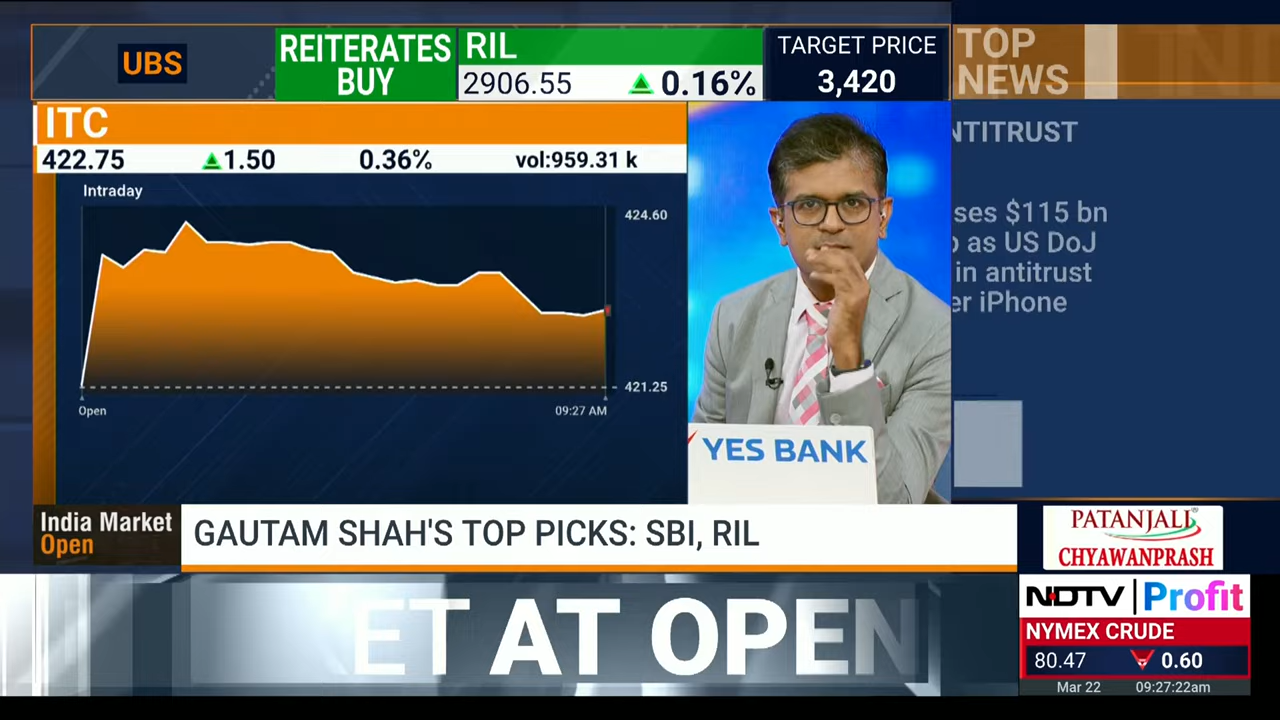 UBS
REITERATES
BUY
RIL
2906.55 0.16%
TARGET PRICE
3,420
TOP
NEWS
ITC
422.75 1.50 0.36% vol:959.31 k
Intraday
424.60
421.25
Open 09:27 AM
NTITRUST
ses $115 bn
as US DoJ
in antitrust
er iPhone
YES BANK
India Market
Open
GAUTAM SHAH'S TOP PICKS: SBI, RIL
PATANJALI
CHYAWANPRASH
ET AT OPEN
NDTV Profit
NYMEX CRUDE
80.47 0.60
Mar 22 09:27:22am